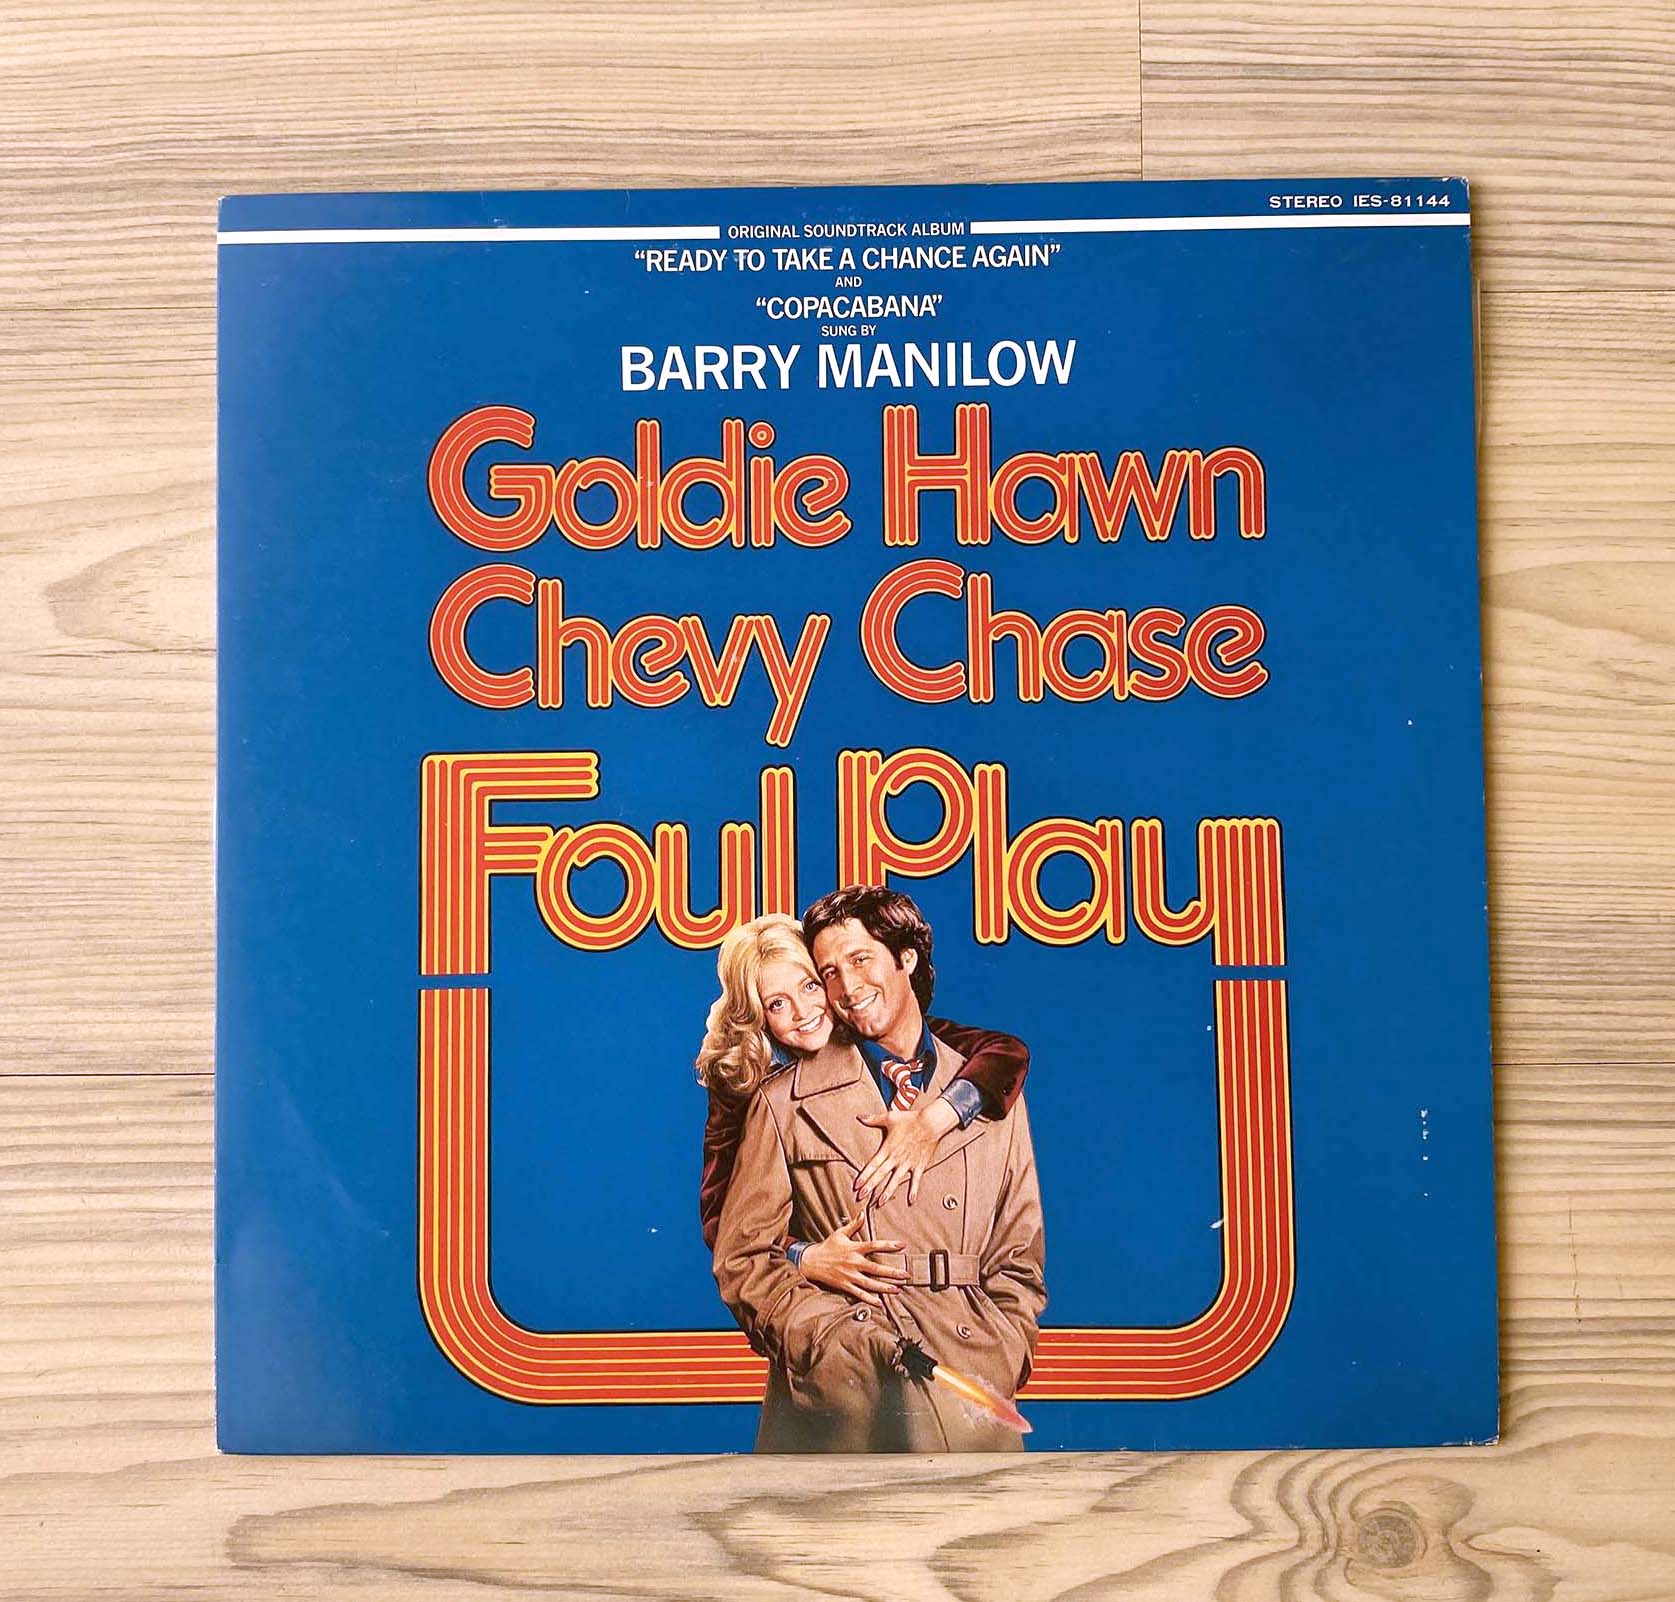 STEREO IES-81144
ORIGINAL SOUNDTRACK ALBUM
“READY TO TAKE A CHANCE AGAIN”
AND
“COPACABANA”
SUNG BY
BARRY MANILOW
Goldie Hawn
Chevy Chase
Foul Play